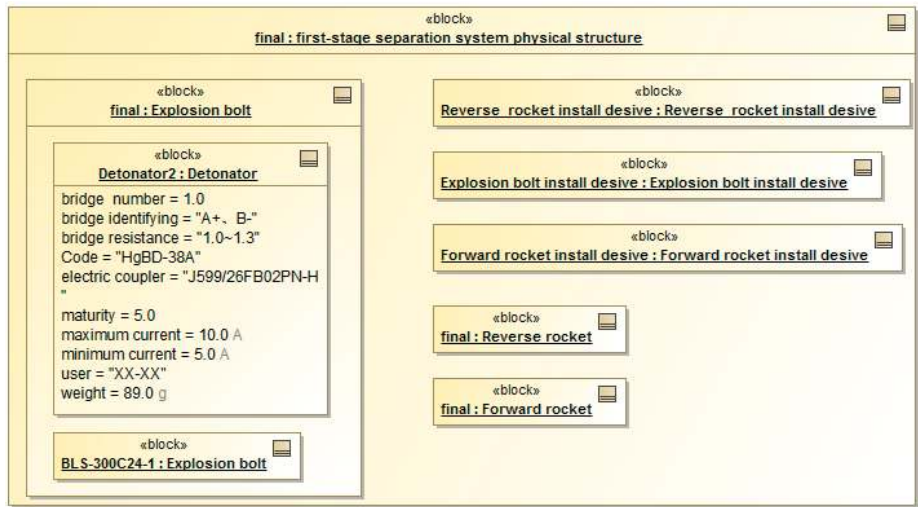 «block»
final : first-stage separation system physical structure
«block»
final : Explosion bolt
«block»
Detonator2 : Detonator
bridge number = 1.0
bridge identifying = "A+、B-"
bridge resistance = "1.0~1.3"
Code = "HgBD-38A"
electric coupler = "J599/26FB02PN-H
"
maturity = 5.0
maximum current = 10.0 A
minimum current = 5.0 A
user = "XX-XX"
weight = 89.0 g
«block»
BLS-300C24-1 : Explosion bolt
«block»
Reverse rocket install desive : Reverse rocket install desive
«block»
Explosion bolt install desive : Explosion bolt install desive
«block»
Forward rocket install desive : Forward rocket install desive
«block»
final : Reverse rocket
«block»
final : Forward rocket